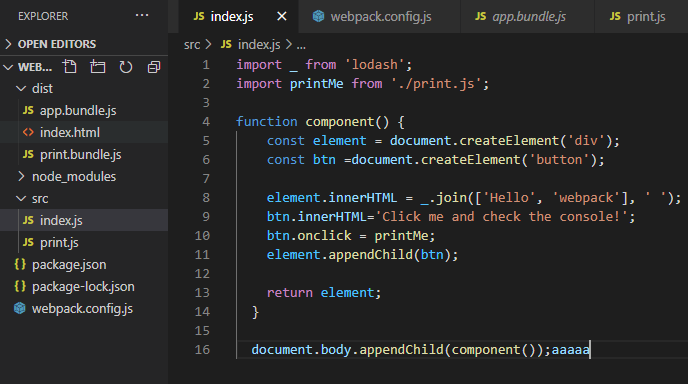 EXPLORER ···
OPEN EDITORS
WEB...
dist
JS app.bundle.js
<> index.html
JS print.bundle.js
node_modules
src
JS index.js
JS print.js
{ } package.json
{ } package-lock.json
webpack.config.js
JS index.js × webpack.config.js JS app.bundle.js JS print.js
src > JS index.js > ...
1 import _ from 'lodash';
2 import printMe from './print.js';
3
4 function component() {
5 const element = document.createElement('div');
6 const btn =document.createElement('button');
7
8 element.innerHTML = _.join(['Hello', 'webpack'], ' ');
9 btn.innerHTML='Click me and check the console!';
10 btn.onclick = printMe;
11 element.appendChild(btn);
12
13 return element;
14 }
15
16 document.body.appendChild(component());aaaaa